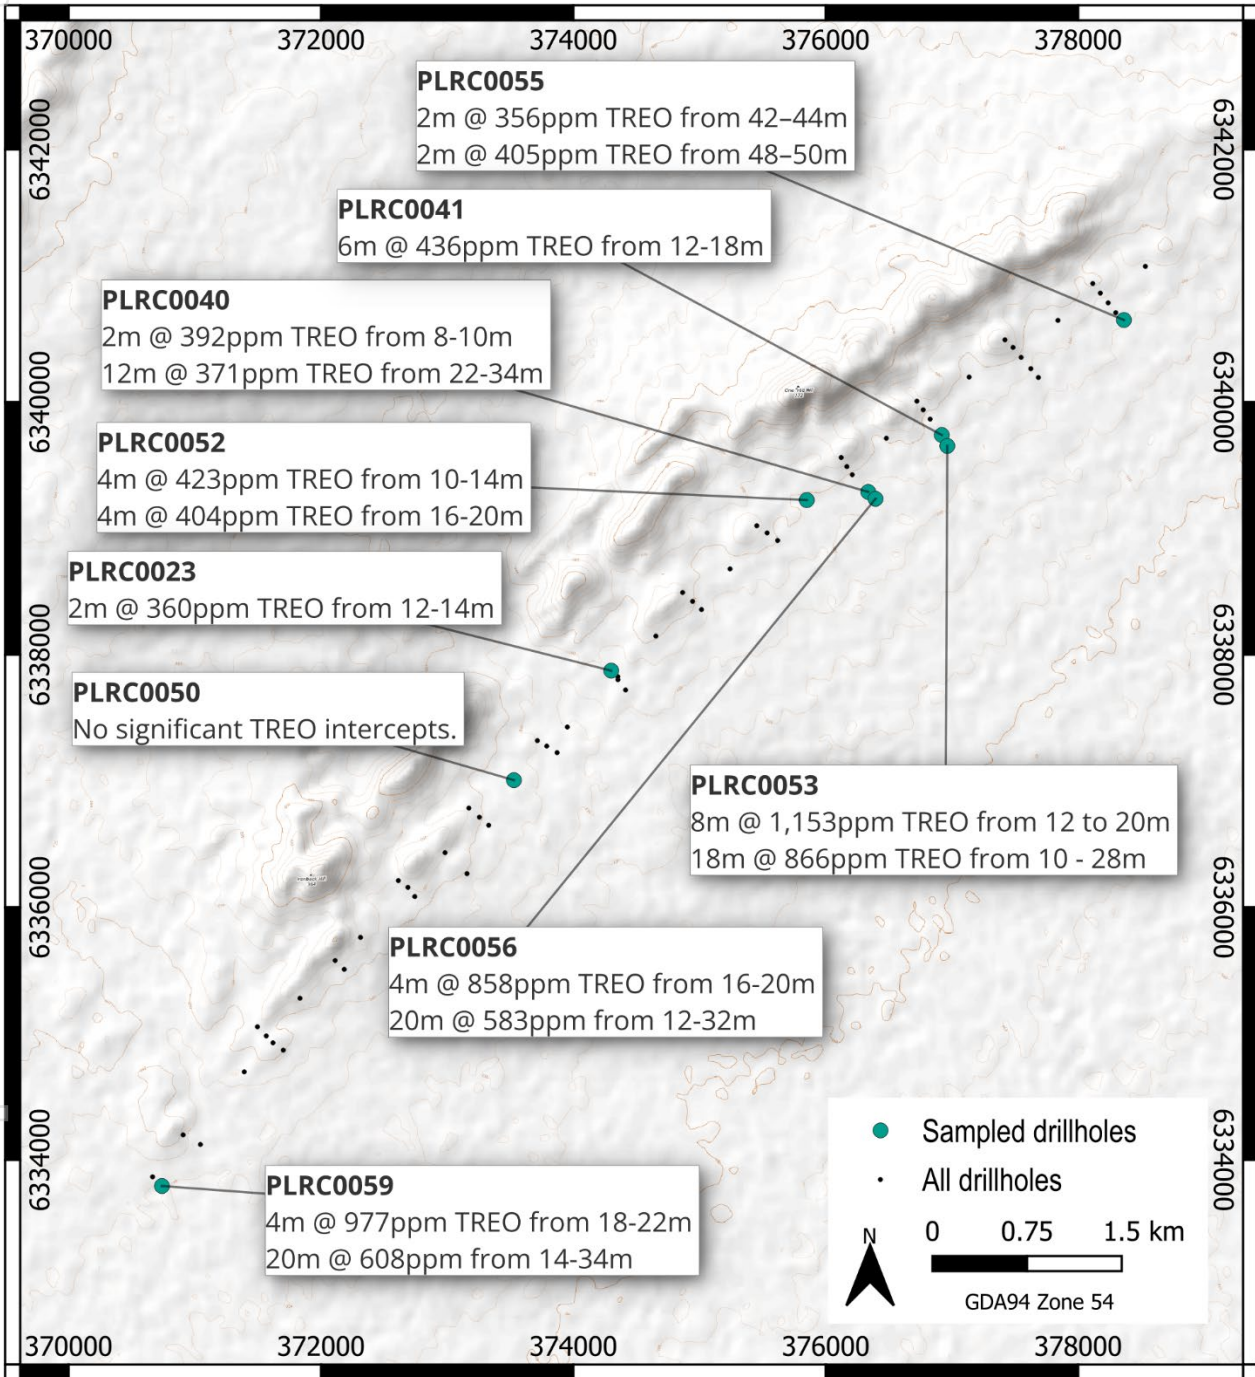 370000
372000
374000
376000
378000
6342000
6342000
PLRC0055
2m @ 356ppm TREO from 42–44m
2m @ 405ppm TREO from 48–50m
PLRC0041
6m @ 436ppm TREO from 12-18m
PLRC0040
2m @ 392ppm TREO from 8-10m
12m @ 371ppm TREO from 22-34m
6340000
6340000
PLRC0052
4m @ 423ppm TREO from 10-14m
4m @ 404ppm TREO from 16-20m
PLRC0023
2m @ 360ppm TREO from 12-14m
6338000
6338000
PLRC0050
No significant TREO intercepts.
PLRC0053
8m @ 1,153ppm TREO from 12 to 20m
18m @ 866ppm TREO from 10 - 28m
6336000
6336000
PLRC0056
4m @ 858ppm TREO from 16-20m
20m @ 583ppm from 12-32m
6334000
6334000
PLRC0059
4m @ 977ppm TREO from 18-22m
20m @ 608ppm from 14-34m
Sampled drillholes
All drillholes
N
0 0.75 1.5 km
GDA94 Zone 54
370000
372000
374000
376000
378000